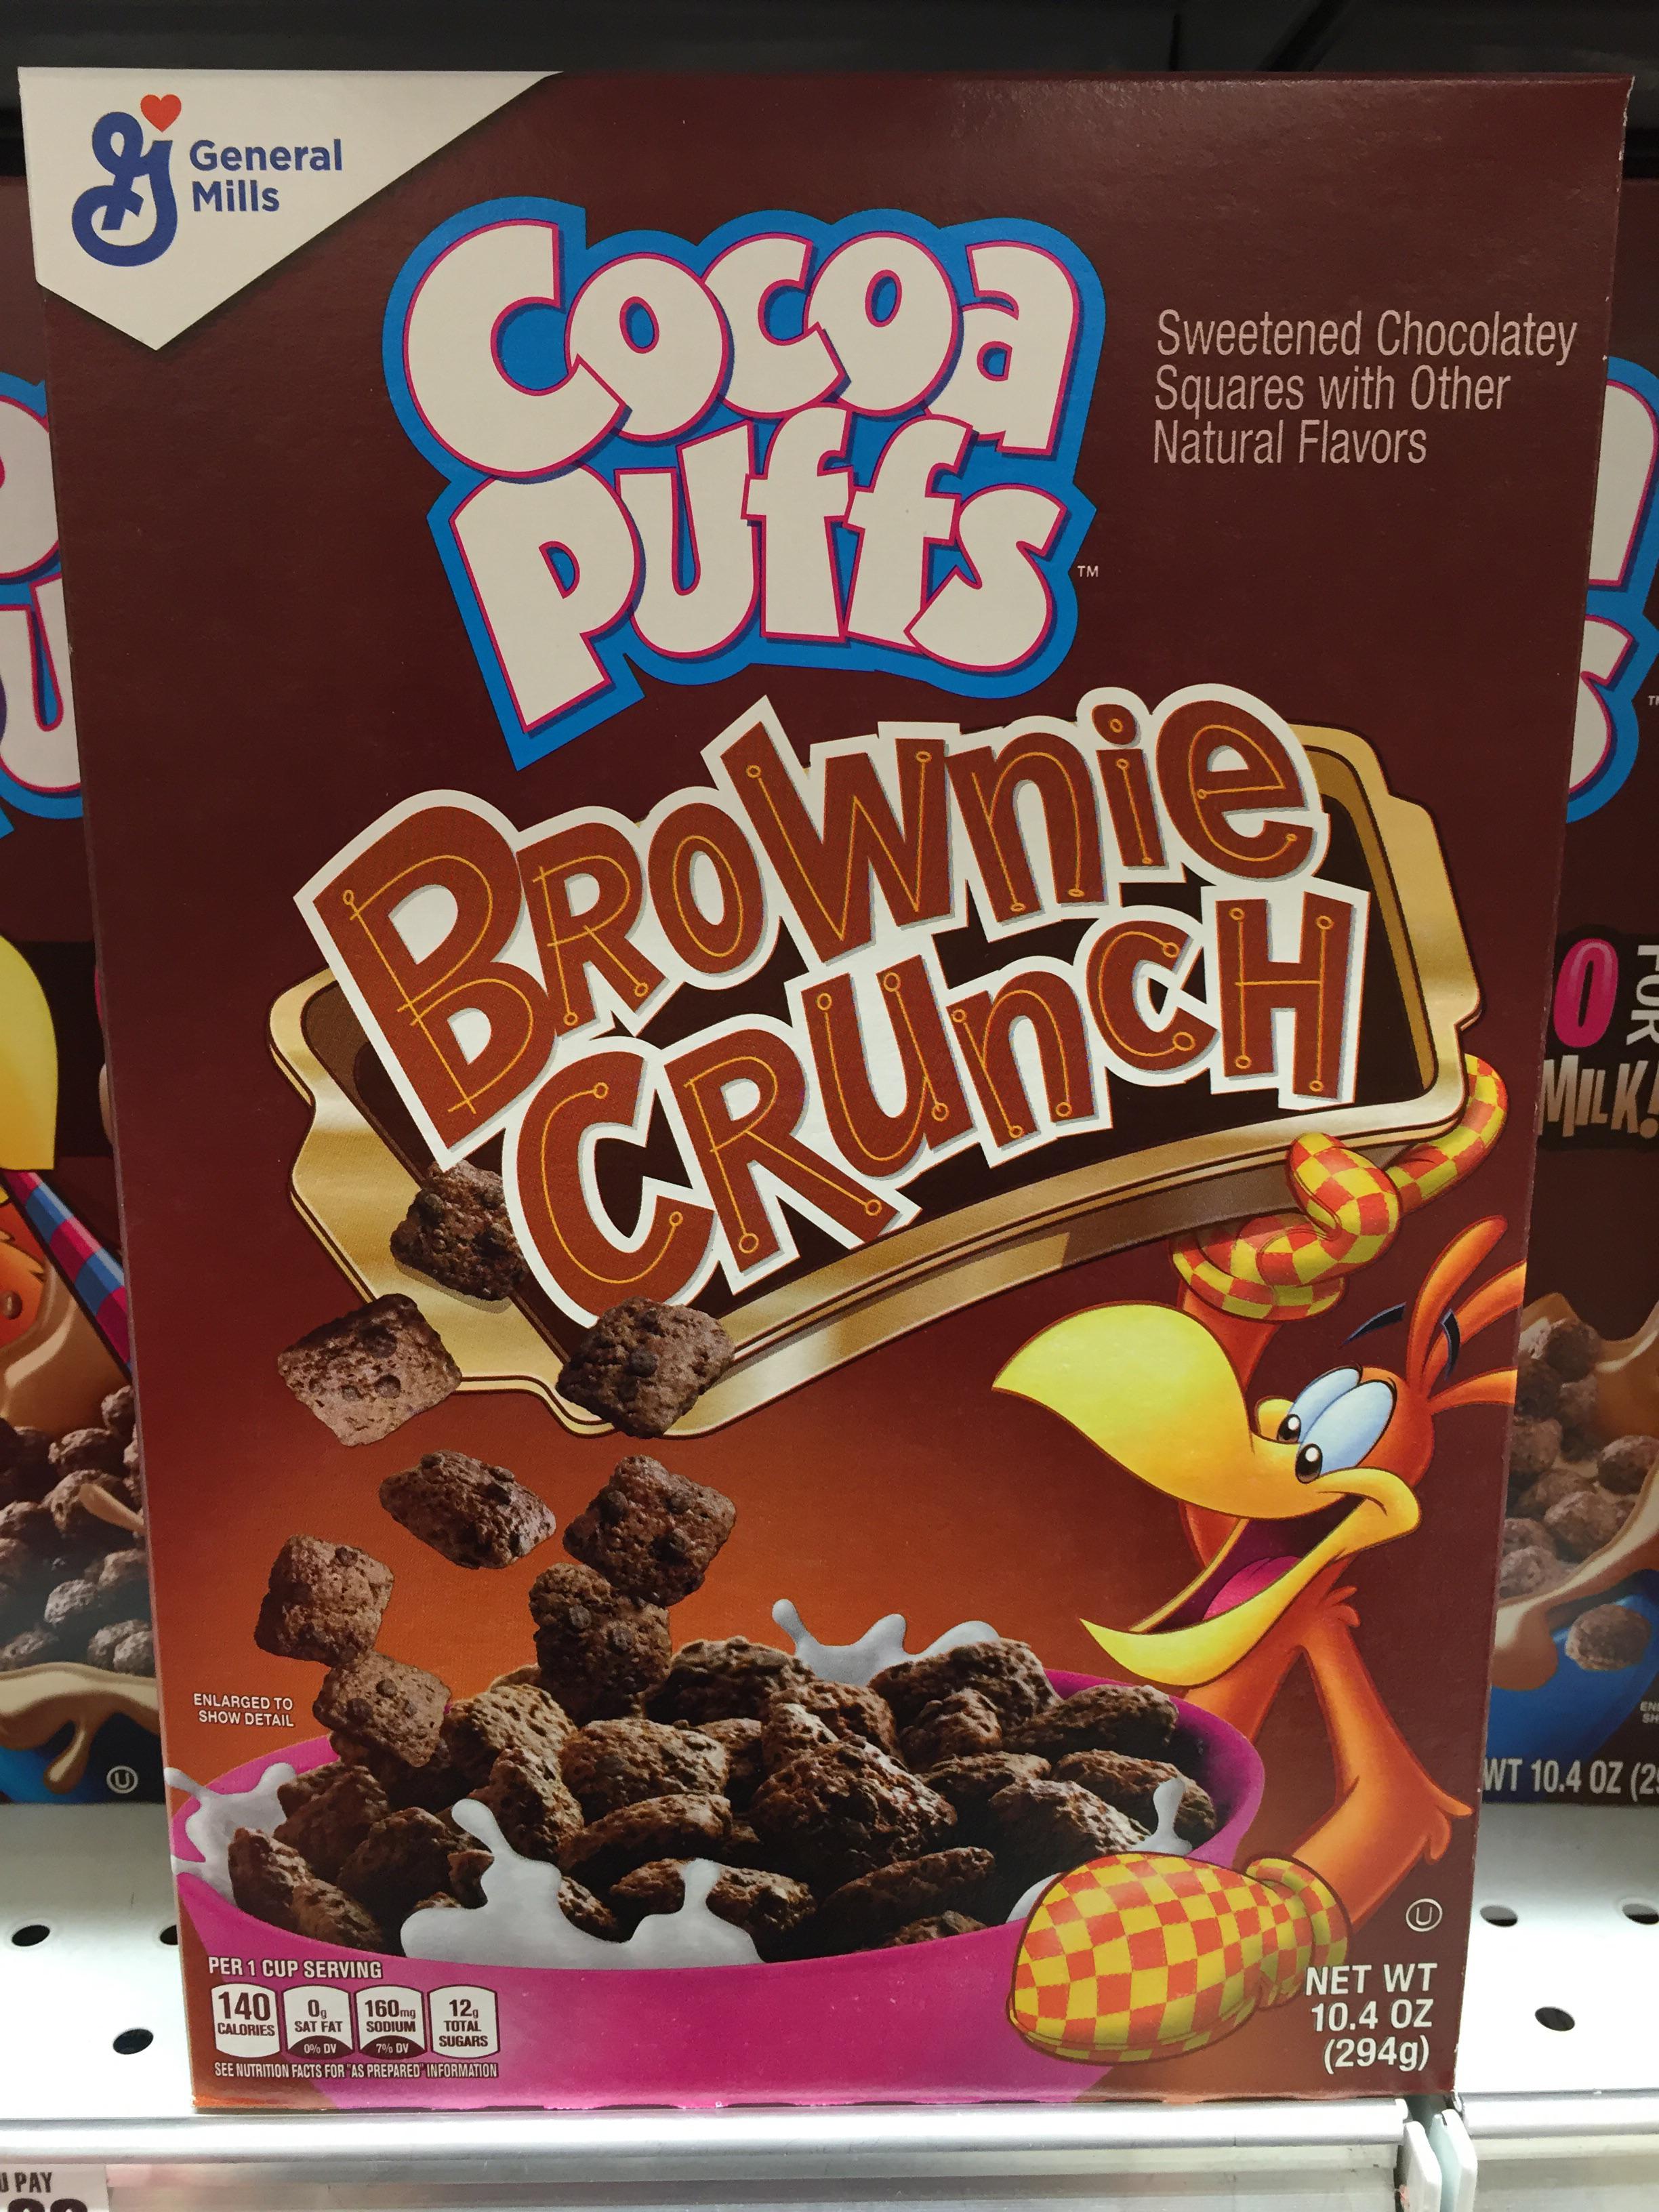 General
Mills
Cocoa
Puffs
TM
Sweetened Chocolatey
Squares with Other
Natural Flavors
Brownie
Crunch
ENLARGED TO
SHOW DETAIL
PER 1 CUP SERVING
140
CALORIES
0g
SAT FAT
0% DV
160mg
SODIUM
7% DV
12g
TOTAL
SUGARS
SEE NUTRITION FACTS FOR "AS PREPARED" INFORMATION
U
NET WT
10.4 OZ
(294g)
U
FOR
MILK!
WT 10.4 OZ (2
PAY